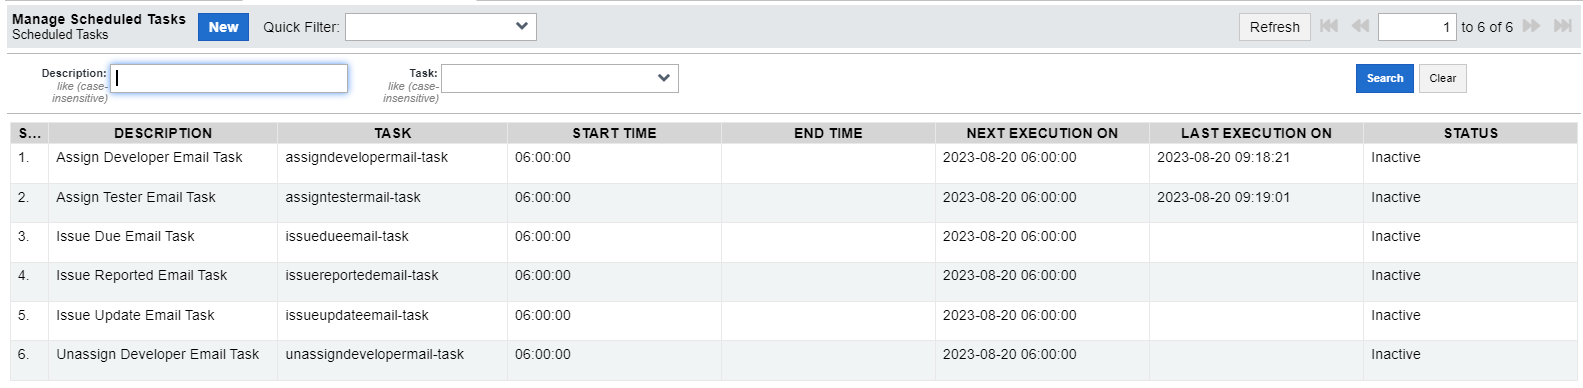 Manage Scheduled Tasks
Scheduled Tasks
New
Quick Filter:
Refresh
1 to 6 of 6
Description:
like (case-
insensitive)
Task:
like (case-
insensitive)
Search
Clear
S... DESCRIPTION TASK START TIME END TIME NEXT EXECUTION ON LAST EXECUTION ON STATUS
1. Assign Developer Email Task assigndevelopermail-task 06:00:00 2023-08-20 06:00:00 2023-08-20 09:18:21 Inactive
2. Assign Tester Email Task assigntestermail-task 06:00:00 2023-08-20 06:00:00 2023-08-20 09:19:01 Inactive
3. Issue Due Email Task issuedueemail-task 06:00:00 2023-08-20 06:00:00 Inactive
4. Issue Reported Email Task issuereportedemail-task 06:00:00 2023-08-20 06:00:00 Inactive
5. Issue Update Email Task issueupdateemail-task 06:00:00 2023-08-20 06:00:00 Inactive
6. Unassign Developer Email Task unassigndevelopermail-task 06:00:00 2023-08-20 06:00:00 Inactive